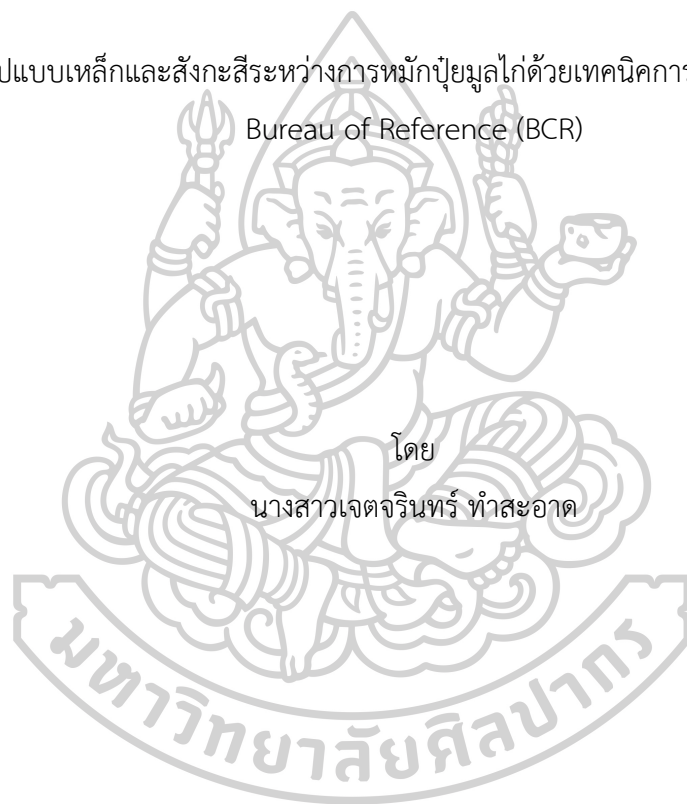 ปแบบเหล็กและสังกะสีระหว่างการหมักปุ๋ยมูลไก่ด้วยเทคนิคการ
Bureau of Reference (BCR)
โดย
นางสาวเจตจรินทร์ ทำสะอาด
มหาวิทยาลัยศิลปากร